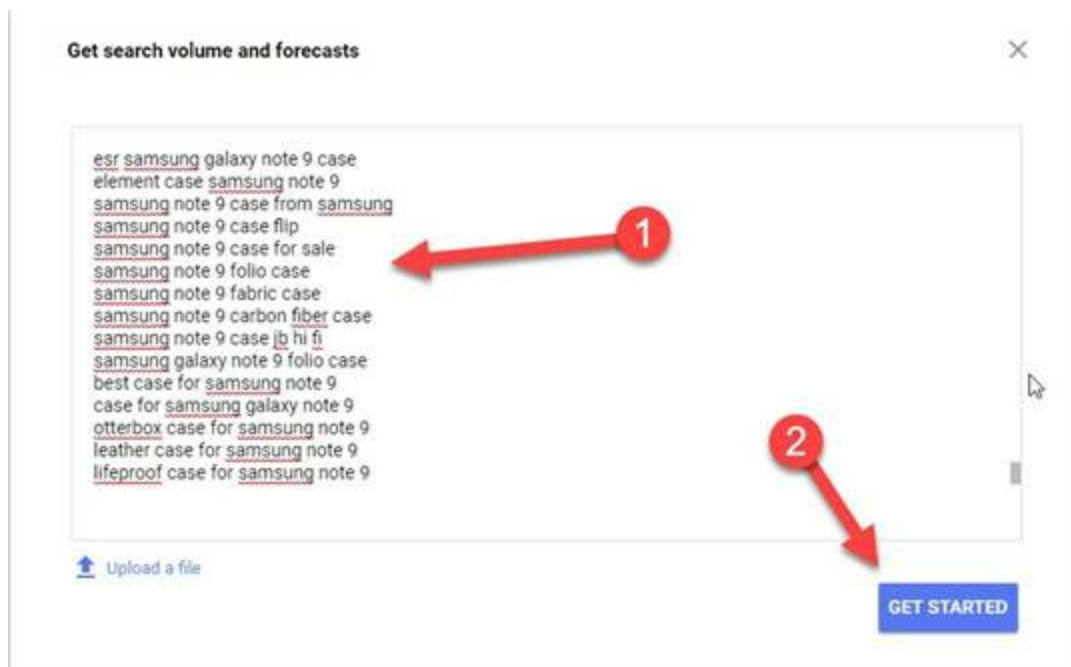 Get search volume and forecasts
esr samsung galaxy note 9 case
element case samsung note 9
samsung note 9 case from samsung
samsung note 9 case flip
1
samsung note 9 case for sale
samsung note 9 folio case
samsung note 9 fabric case
samsung note 9 carbon fiber case
samsung note 9 case jb hi fi
samsung galaxy note 9 folio case
best case for samsung note 9
case for samsung galaxy note 9
otterbox case for samsung note 9
2
leather case for samsung note 9
lifeproof case for samsung note 9
Upload a file
GET STARTED